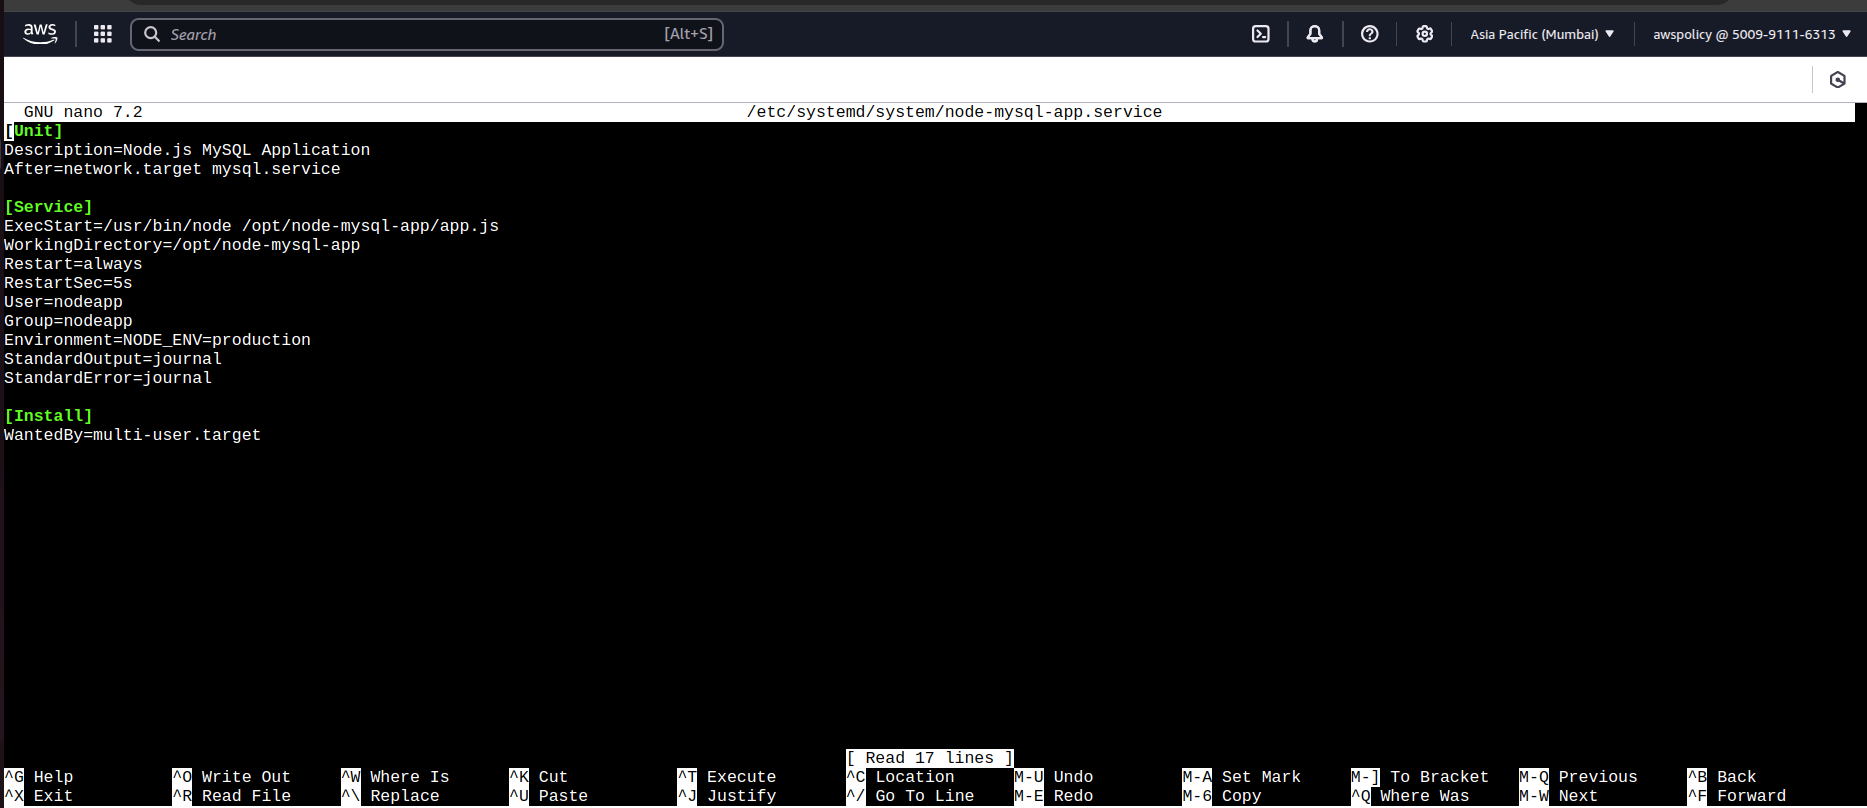 aws
Search [Alt+S]
Asia Pacific (Mumbai)
awspolicy @ 5009-9111-6313
GNU nano 7.2 /etc/systemd/system/node-mysql-app.service
[Unit]
Description=Node.js MySQL Application
After=network.target mysql.service
[Service]
ExecStart=/usr/bin/node /opt/node-mysql-app/app.js
WorkingDirectory=/opt/node-mysql-app
Restart=always
RestartSec=5s
User=nodeapp
Group=nodeapp
Environment=NODE_ENV=production
StandardOutput=journal
StandardError=journal
[Install]
WantedBy=multi-user.target
[ Read 17 lines ]
^G Help ^O Write Out ^W Where Is ^K Cut ^T Execute ^C Location M-U Undo M-A Set Mark M-] To Bracket M-Q Previous ^B Back
^X Exit ^R Read File ^\ Replace ^U Paste ^J Justify ^/ Go To Line M-E Redo M-6 Copy ^Q Where Was M-W Next ^F Forward